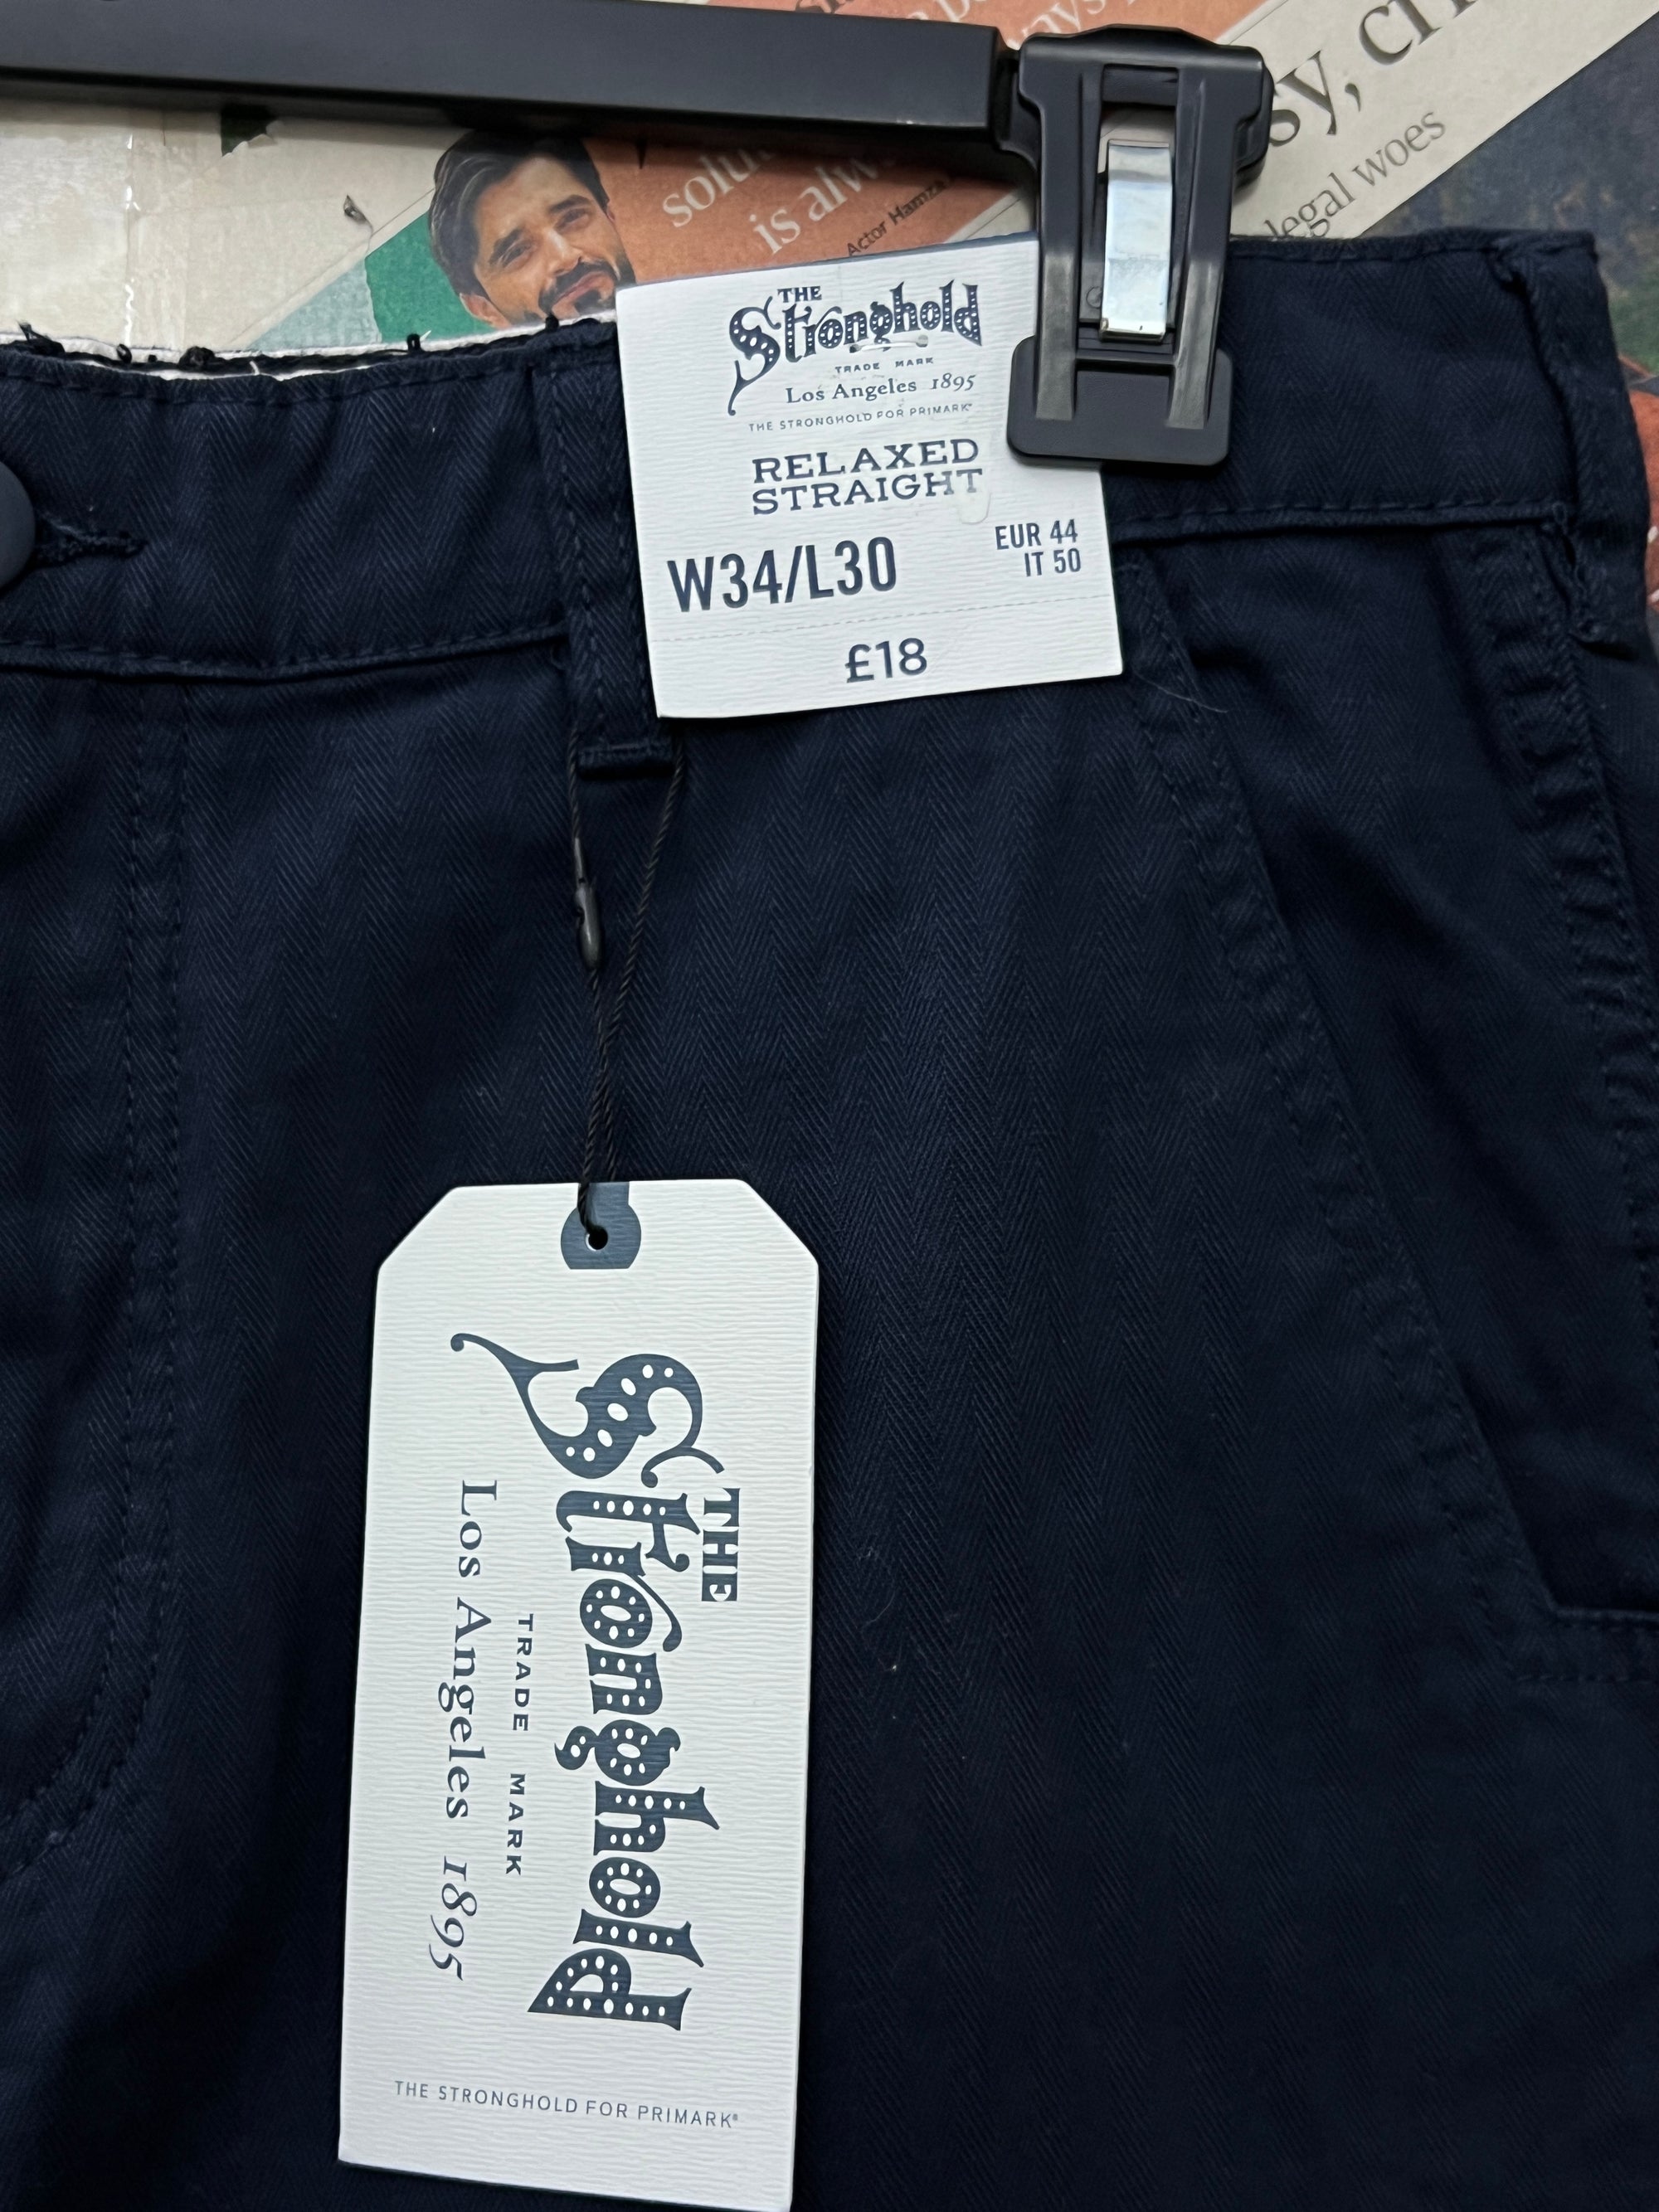 sy,
legal woes
is
Actor Hamza
THE
Stronghold
TRADE MARK
Los Angeles 1895
THE STRONGHOLD FOR PRIMARK®
RELAXED
STRAIGHT
W34/L30
EUR 44
IT 50
£18
THE
Stronghold
TRADE MARK
Los Angeles 1895
THE STRONGHOLD FOR PRIMARK®